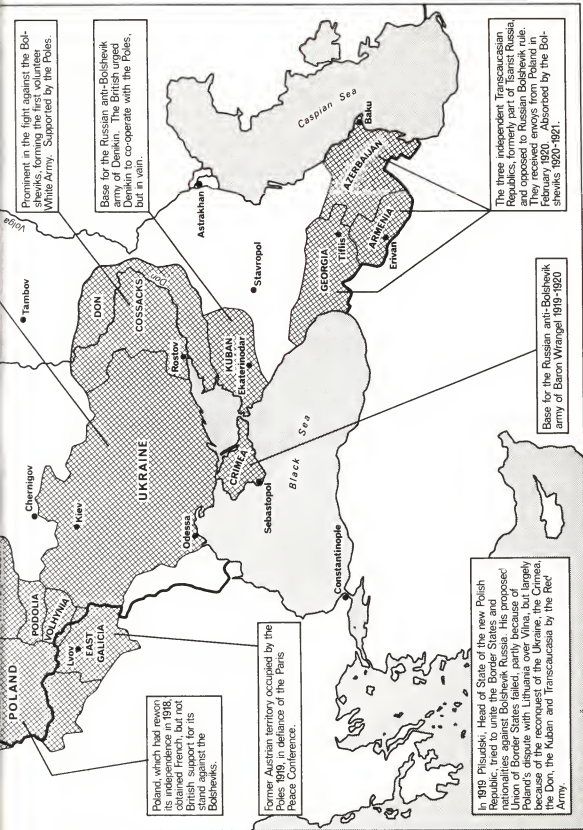 Prominent in the fight against the Bol-
sheviks, forming the first volunteer
White Army. Supported by the Poles.
Base for the Russian anti-Bolshevik
army of Denikin. The British urged
Denikin to co-operate with the Poles,
but in vain.
The three independent Transcaucasian
Republics, formerly part of Tsarist Russia,
and opposed to Russian Bolshevik rule.
They received envoys from Poland in
February 1920. Absorbed by the Bol-
sheviks 1920-1921.
Volga
Tambov
Astrakhan
Caspian Sea
Baku
DON
COSSACKS
Don
Stavropol
AZERBAIJAN
GEORGIA
Tiflis
ARMENIA
Erivan
Rostov
KUBAN
Ekaterinodar
Chernigov
Kiev
UKRAINE
Odessa
CRIMEA
Sebastopol
Black Sea
Constantinople
Base for the Russian anti-Bolshevik
army of Baron Wrangel 1919-1920
POLAND
PODOLIA
VOLHYNIA
Lvov
EAST
GALICIA
Poland, which had rewon
its independence in 1918,
obtained French, but not
British support for its
stand against the
Bolsheviks.
Former Austrian territory occupied by the
Poles 1919, in defiance of the Paris
Peace Conference.
In 1919 Pilsudski, Head of State of the new Polish
Republic, tried to unite the Border States and
nationalities against Bolshevik Russia. His proposed
Union of Border States failed, partly because of
Poland's dispute with Lithuania over Vilna, but largely
because of the reconquest of the Ukraine, the Crimea,
the Don, the Kuban and Transcaucasia by the Red
Army.